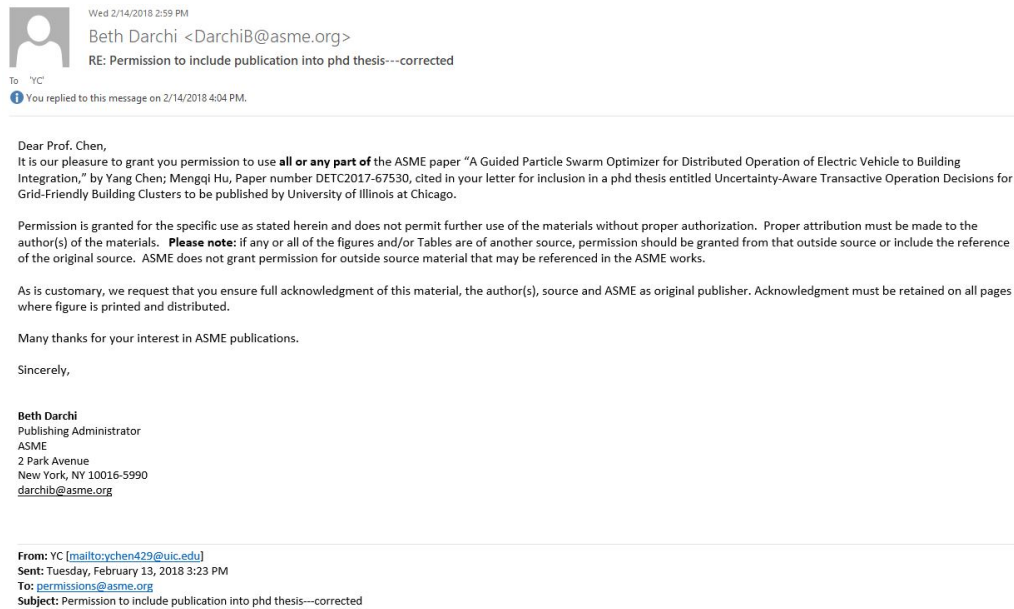 Wed 2/14/2018 2:59 PM
Beth Darchi <DarchiB@asme.org>
RE: Permission to include publication into phd thesis---corrected
To 'YC'
You replied to this message on 2/14/2018 4:04 PM.
Dear Prof. Chen,
It is our pleasure to grant you permission to use all or any part of the ASME paper “A Guided Particle Swarm Optimizer for Distributed Operation of Electric Vehicle to Building
Integration,” by Yang Chen; Mengqi Hu, Paper number DETC2017-67530, cited in your letter for inclusion in a phd thesis entitled Uncertainty-Aware Transactive Operation Decisions for
Grid-Friendly Building Clusters to be published by University of Illinois at Chicago.
Permission is granted for the specific use as stated herein and does not permit further use of the materials without proper authorization.  Proper attribution must be made to the
author(s) of the materials.   Please note: if any or all of the figures and/or Tables are of another source, permission should be granted from that outside source or include the reference
of the original source.  ASME does not grant permission for outside source material that may be referenced in the ASME works.
As is customary, we request that you ensure full acknowledgment of this material, the author(s), source and ASME as original publisher. Acknowledgment must be retained on all pages
where figure is printed and distributed.
Many thanks for your interest in ASME publications.
Sincerely,
Beth Darchi
Publishing Administrator
ASME
2 Park Avenue
New York, NY 10016-5990
darchib@asme.org
From: YC [mailto:ychen429@uic.edu]
Sent: Tuesday, February 13, 2018 3:23 PM
To: permissions@asme.org
Subject: Permission to include publication into phd thesis---corrected